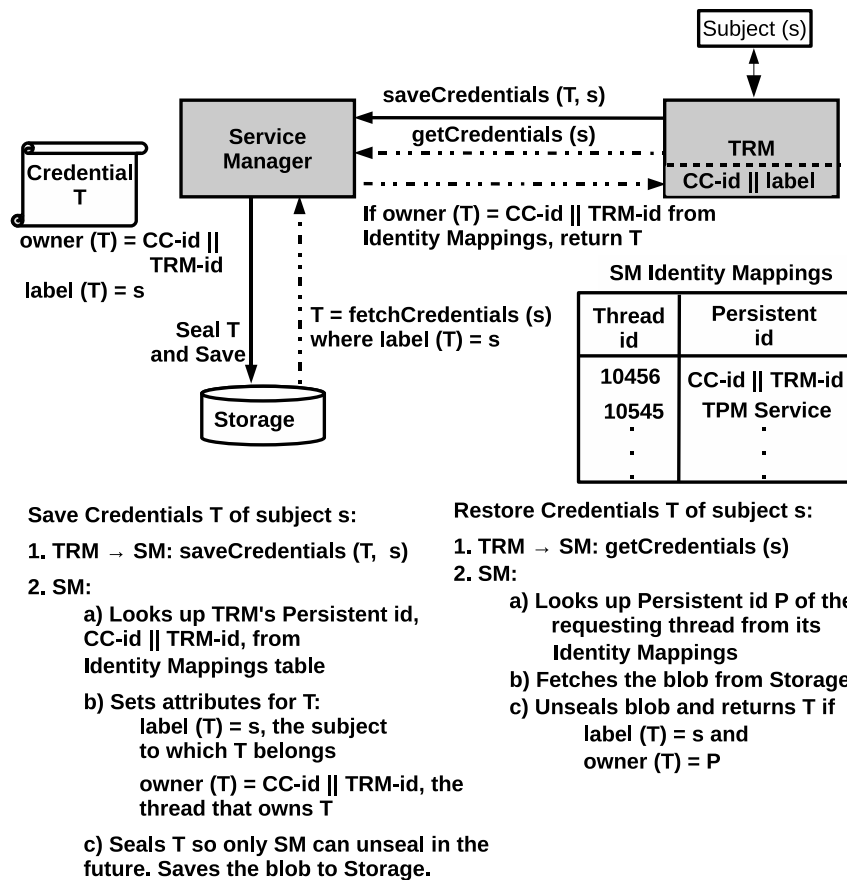 Subject (s)
saveCredentials (T, s)
Service
Manager
getCredentials (s)
TRM
CC-id || label
Credential
T
If owner (T) = CC-id || TRM-id from
Identity Mappings, return T
owner (T) = CC-id ||
TRM-id
label (T) = s
SM Identity Mappings
T = fetchCredentials (s)
where label (T) = s
Seal T
and Save
Storage
Thread
id
Persistent
id
10456
CC-id || TRM-id
10545
TPM Service
Save Credentials T of subject s:
1. TRM → SM: saveCredentials (T, s)
2. SM:
a) Looks up TRM's Persistent id,
CC-id || TRM-id, from
Identity Mappings table
b) Sets attributes for T:
label (T) = s, the subject
to which T belongs
owner (T) = CC-id || TRM-id, the
thread that owns T
c) Seals T so only SM can unseal in the
future. Saves the blob to Storage.
Restore Credentials T of subject s:
1. TRM → SM: getCredentials (s)
2. SM:
a) Looks up Persistent id P of the
requesting thread from its
Identity Mappings
b) Fetches the blob from Storage
c) Unseals blob and returns T if
label (T) = s and
owner (T) = P